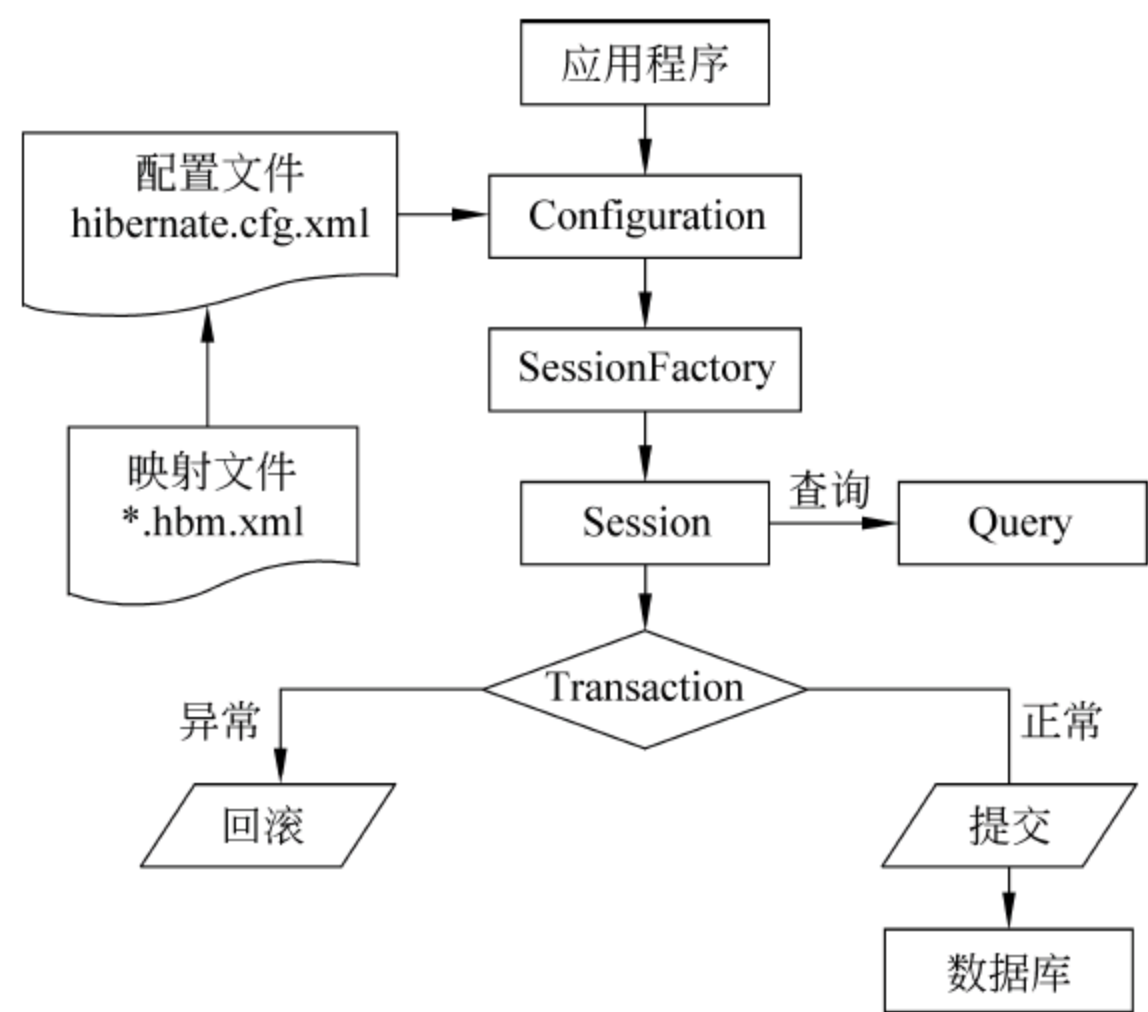 应用程序
配置文件
hibernate.cfg.xml
Configuration
SessionFactory
映射文件
*.hbm.xml
Session
查询
Query
Transaction
异常
正常
回滚
提交
数据库